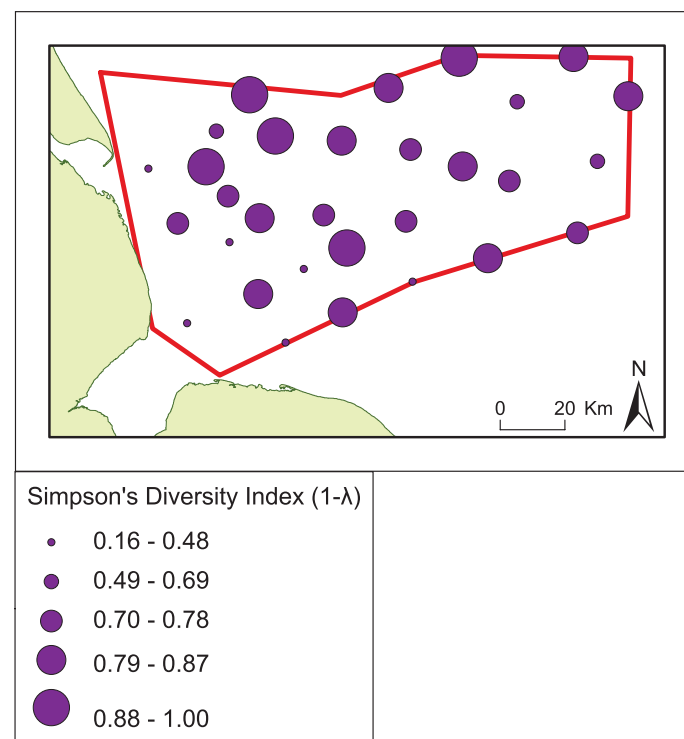 N
0 20 Km
Simpson's Diversity Index (1-λ)
0.16 - 0.48
0.49 - 0.69
0.70 - 0.78
0.79 - 0.87
0.88 - 1.00